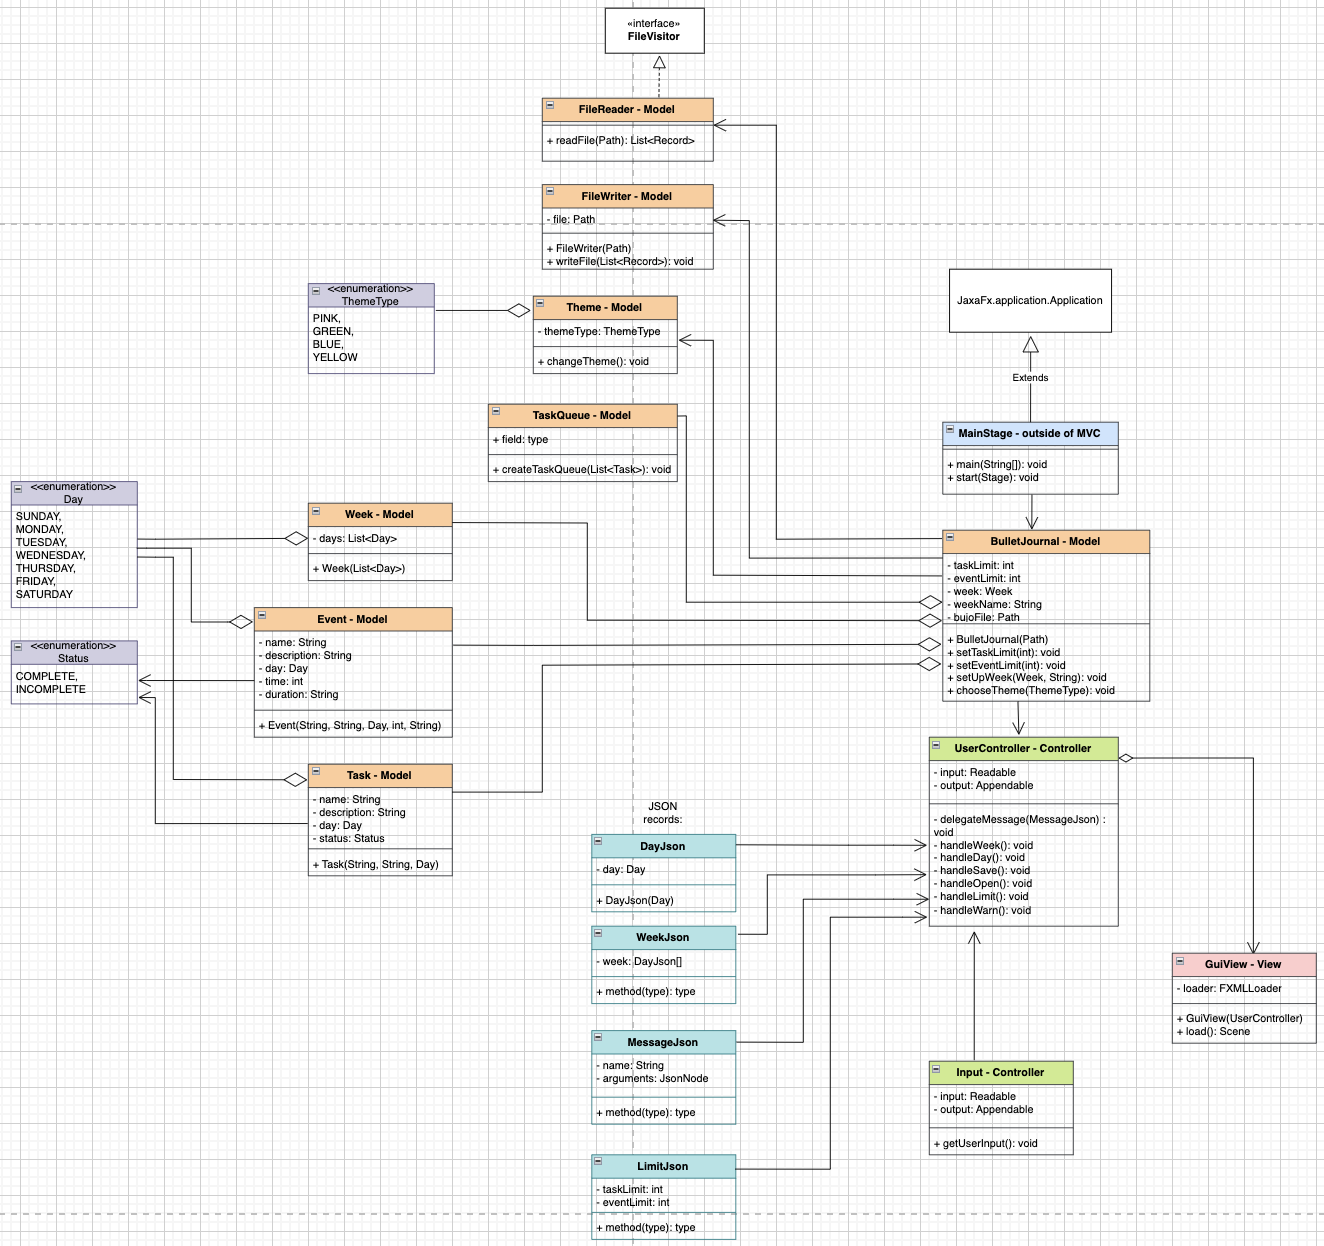 «interface»
FileVisitor
FileReader - Model
+ readFile(Path): List<Record>
FileWriter - Model
- file: Path
+ FileWriter(Path)
+ writeFile(List<Record>): void
<<enumeration>>
ThemeType
PINK,
GREEN,
BLUE,
YELLOW
Theme - Model
- themeType: ThemeType
+ changeTheme(): void
JaxaFx.application.Application
Extends
TaskQueue - Model
+ field: type
+ createTaskQueue(List<Task>): void
MainStage - outside of MVC
+ main(String[]): void
+ start(Stage): void
<<enumeration>>
Day
SUNDAY,
MONDAY,
TUESDAY,
WEDNESDAY,
THURSDAY,
FRIDAY,
SATURDAY
Week - Model
- days: List<Day>
+ Week(List<Day>)
BulletJournal - Model
- taskLimit: int
- eventLimit: int
- week: Week
- weekName: String
- bujoFile: Path
+ BulletJournal(Path)
+ setTaskLimit(int): void
+ setEventLimit(int): void
+ setUpWeek(Week, String): void
+ chooseTheme(ThemeType): void
Event - Model
- name: String
- description: String
- day: Day
- time: int
- duration: String
+ Event(String, String, Day, int, String)
<<enumeration>>
Status
COMPLETE,
INCOMPLETE
Task - Model
- name: String
- description: String
- day: Day
- status: Status
+ Task(String, String, Day)
UserController - Controller
- input: Readable
- output: Appendable
- delegateMessage(MessageJson) :
void
- handleWeek(): void
- handleDay(): void
- handleSave(): void
- handleOpen(): void
- handleLimit(): void
- handleWarn(): void
JSON
records:
DayJson
- day: Day
+ DayJson(Day)
WeekJson
- week: DayJson[]
+ method(type): type
GuiView - View
- loader: FXMLLoader
+ GuiView(UserController)
+ load(): Scene
MessageJson
- name: String
- arguments: JsonNode
+ method(type): type
Input - Controller
- input: Readable
- output: Appendable
+ getUserInput(): void
LimitJson
- taskLimit: int
- eventLimit: int
+ method(type): type